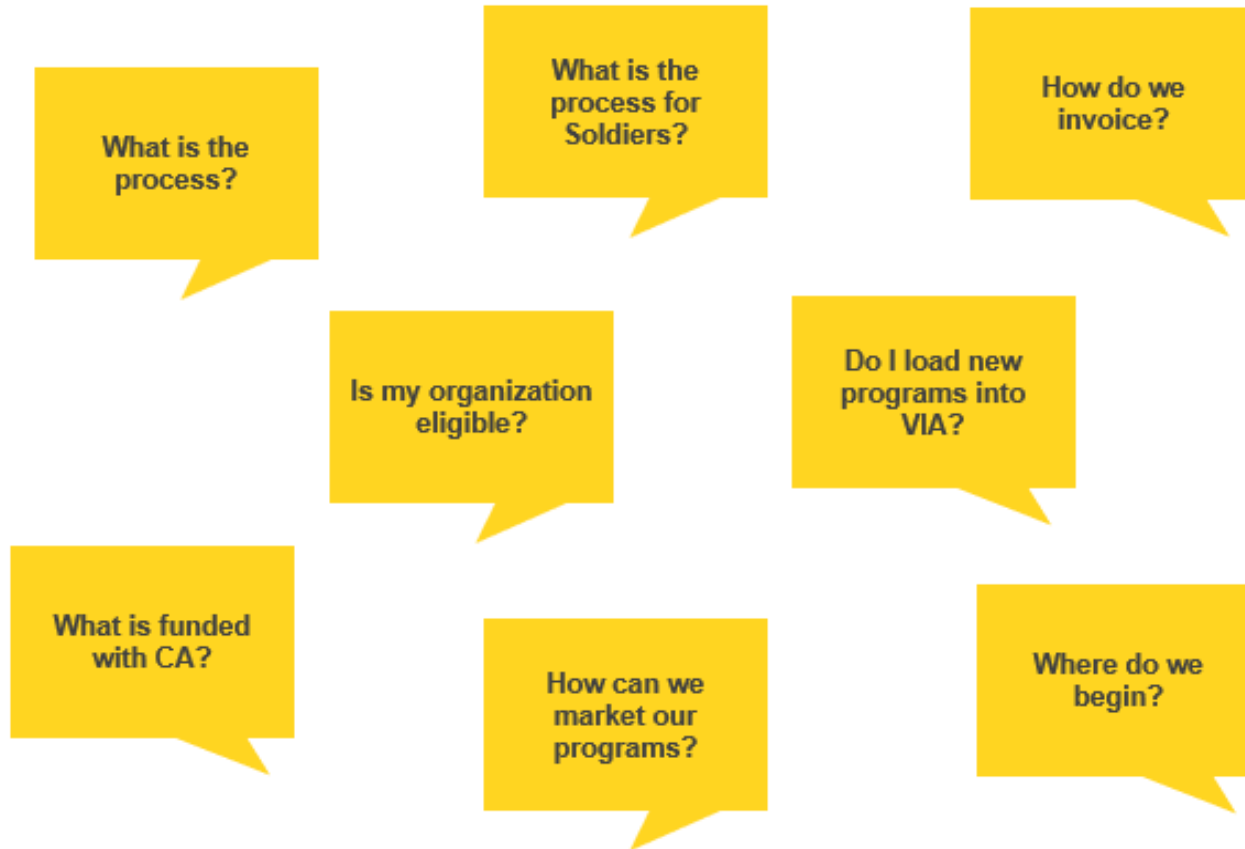 What is the
process?
What is the
process for
Soldiers?
How do we
invoice?
Is my organization
eligible?
Do I load new
programs into
VIA?
What is funded
with CA?
How can we
market our
programs?
Where do we
begin?